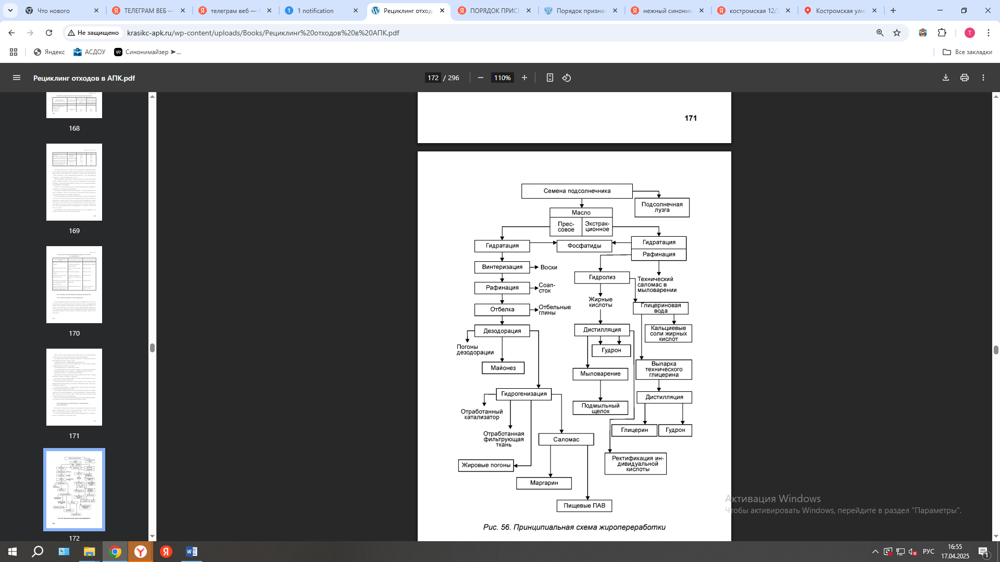 Что нового
ТЕЛЕГРАМ ВЕБ —
телеграм веб —
1 notification
Рециклинг отход
ПОРЯДОК ПРИСЕ
Порядок призна
нежный синоним
костромская 12/
Костромская ули
Не защищено
krasikc-apk.ru/wp-content/uploads/Books/Рециклинг%20отходов%20в%20АПК.pdf
Яндекс
АСДОУ
Синонимайзер ➤...
Все закладки
Рециклинг отходов в АПК.pdf
172 / 296
110%
168
169
170
171
172
171
Семена подсолнечника
Подсолнечная
лузга
Масло
Прес-
совое
Экстрак-
ционное
Гидратация
Фосфатиды
Гидратация
Рафинация
Винтеризация
Воски
Рафинация
Соап-
сток
Отбелка
Отбельные
глины
Дезодорация
Погоны
дезодорации
Майонез
Гидролиз
Технический
саломас в
мыловарении
Жирные
кислоты
Глицериновая
вода
Дистилляция
Кальциевые
соли жирных
кислот
Гудрон
Мыловарение
Выпарка
технического
глицерина
Подмыльный
щелок
Дистилляция
Глицерин
Гудрон
Гидрогенизация
Отработанный
катализатор
Отработанная
фильтрующая
ткань
Саломас
Жировые погоны
Маргарин
Ректификация ин-
дивидуальной
кислоты
Пищевые ПАВ
Рис. 56. Принципиальная схема жиропереработки
Активация Windows
Чтобы активировать Windows, перейдите в раздел "Параметры".
РУС
16:55
17.04.2025
1